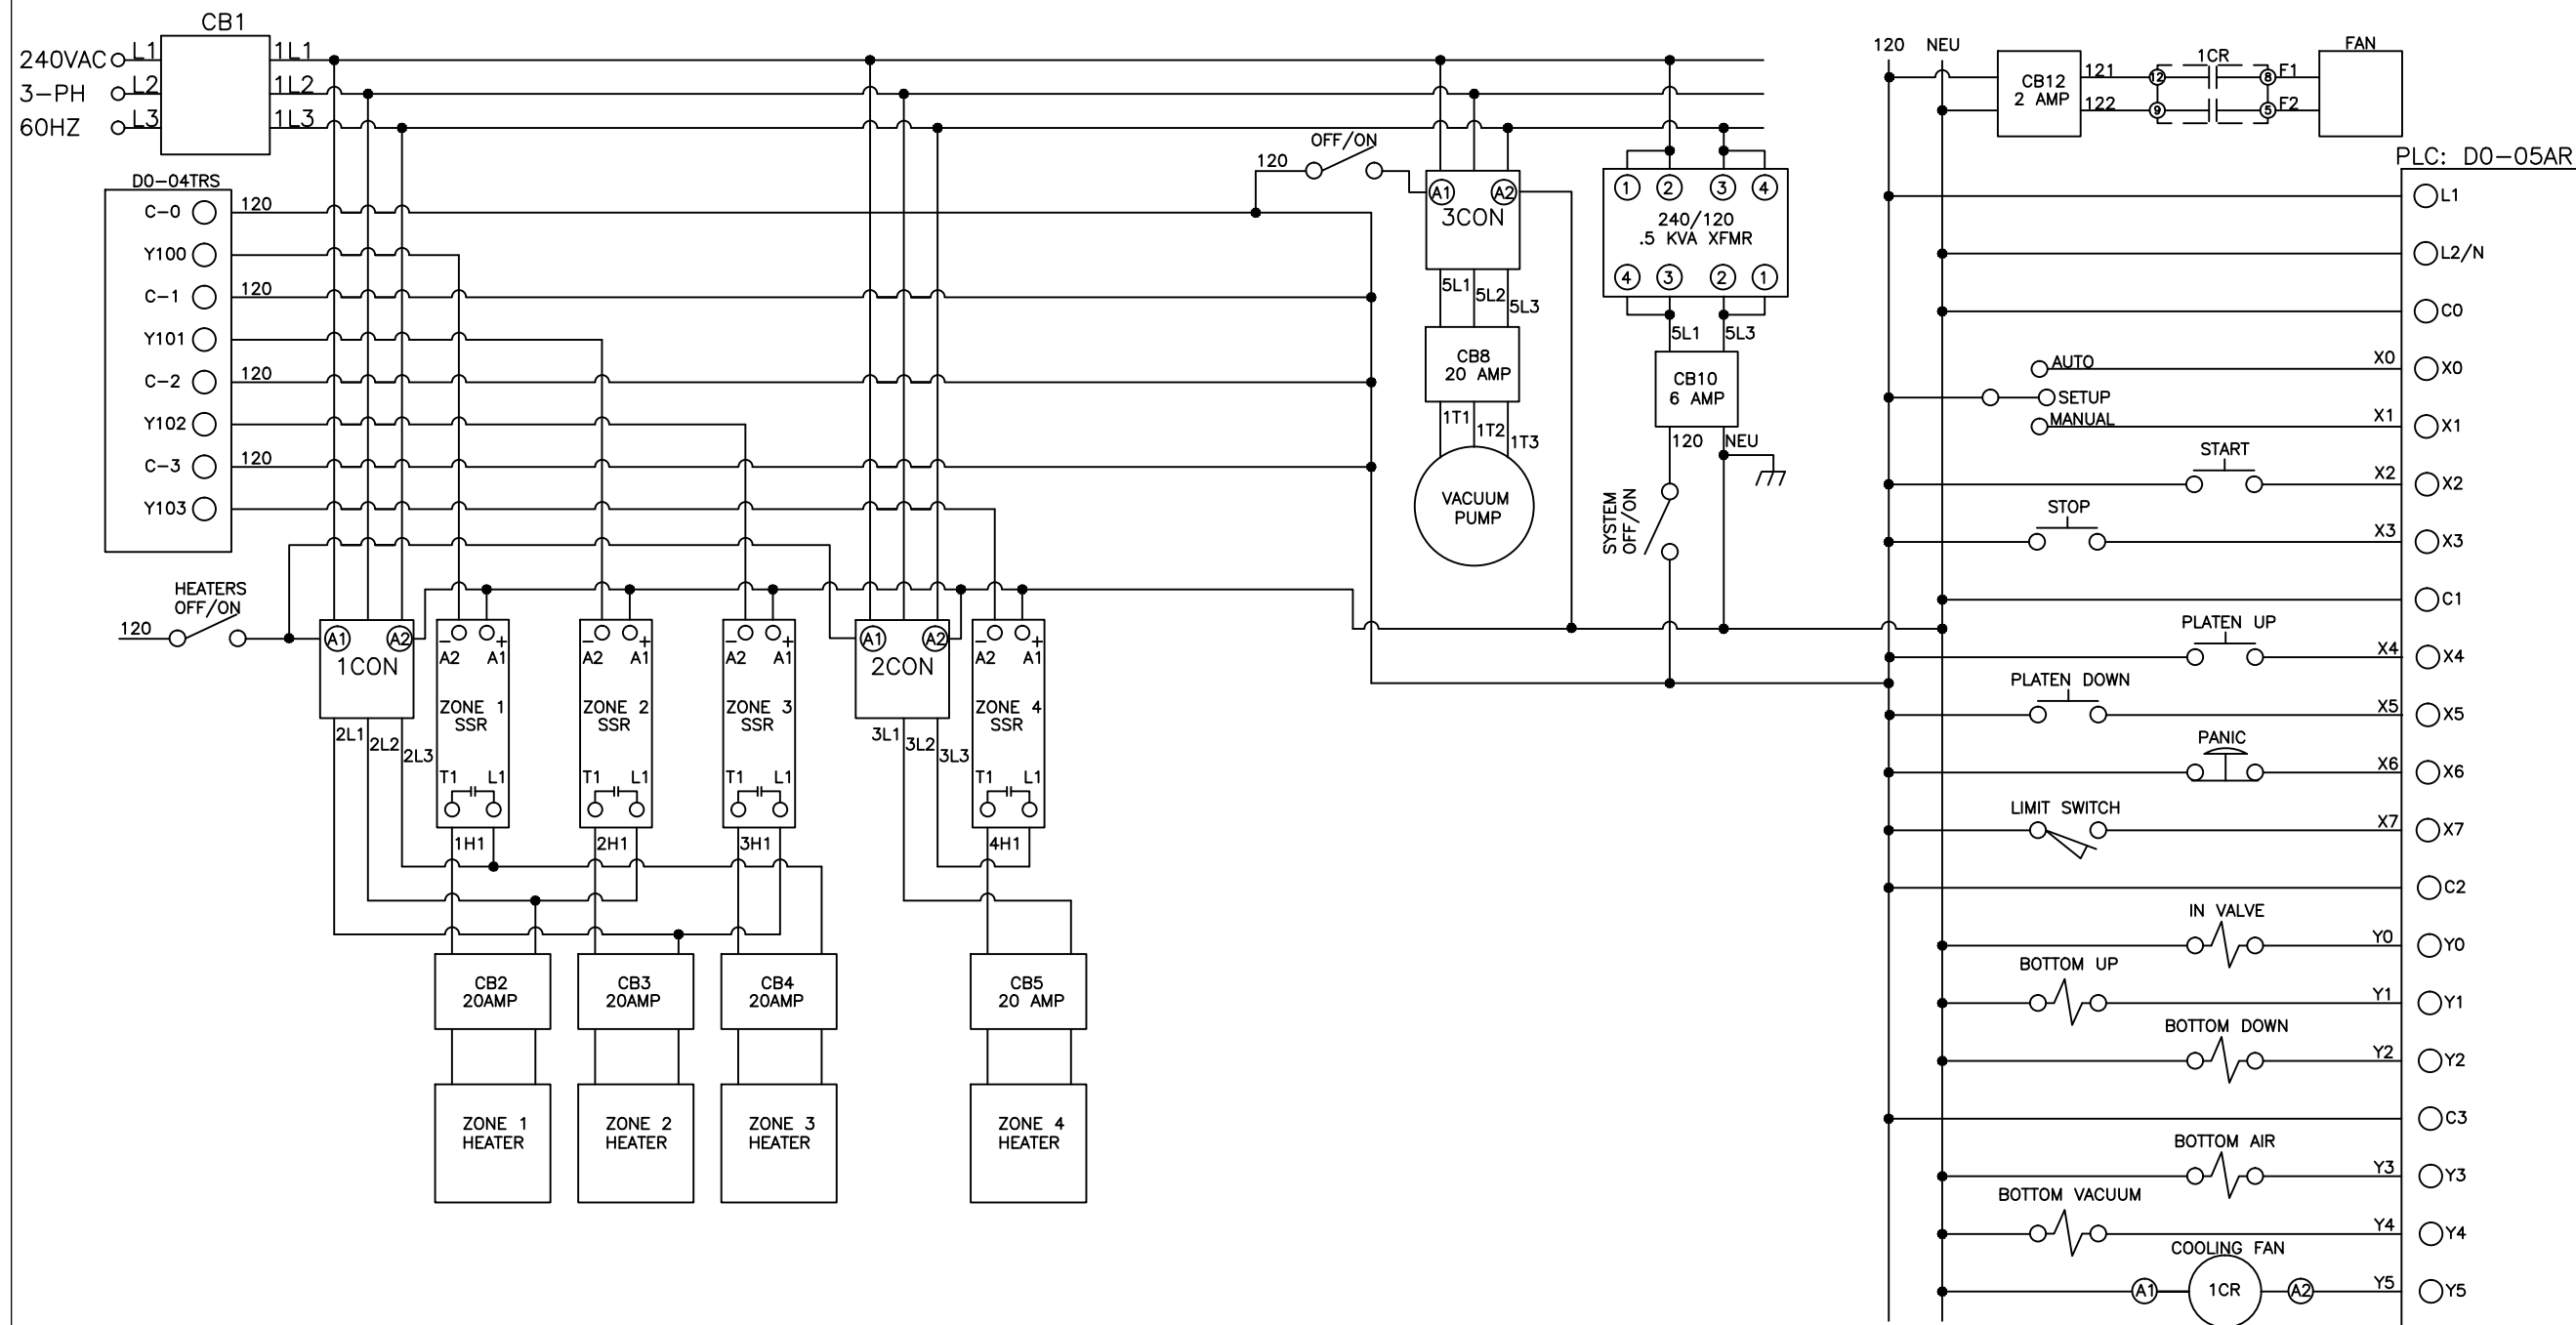 CB1
240VAC L1 1L1
3-PH L2 1L2
60HZ L3 1L3
D0-04TRS
C-0 120
Y100
C-1 120
Y101
C-2 120
Y102
C-3 120
Y103
HEATERS
OFF/ON
120
A1 A2
1CON
2L1
2L2
2L3
- +
A2 A1
ZONE 1
SSR
T1 L1
1H1
- +
A2 A1
ZONE 2
SSR
T1 L1
2H1
- +
A2 A1
ZONE 3
SSR
T1 L1
3H1
A1 A2
2CON
3L1
3L2
3L3
- +
A2 A1
ZONE 4
SSR
T1 L1
4H1
CB2
20AMP
CB3
20AMP
CB4
20AMP
CB5
20 AMP
ZONE 1
HEATER
ZONE 2
HEATER
ZONE 3
HEATER
ZONE 4
HEATER
OFF/ON
120
A1 A2
3CON
5L1
5L2
5L3
CB8
20 AMP
1T1
1T2
1T3
VACUUM
PUMP
1 2 3 4
240/120
.5 KVA XFMR
4 3 2 1
5L1 5L3
CB10
6 AMP
120 NEU
SYSTEM
OFF/ON
120 NEU
CB12
2 AMP
121
122
1CR
12 8
9 5
F1
F2
FAN
PLC: D0-05AR
L1
L2/N
C0
AUTO X0 X0
SETUP
MANUAL X1 X1
START
X2 X2
STOP
X3 X3
C1
PLATEN UP
X4 X4
PLATEN DOWN
X5 X5
PANIC
X6 X6
LIMIT SWITCH
X7 X7
C2
IN VALVE
Y0 Y0
BOTTOM UP
Y1 Y1
BOTTOM DOWN
Y2 Y2
C3
BOTTOM AIR
Y3 Y3
BOTTOM VACUUM
Y4 Y4
COOLING FAN
A1 1CR A2 Y5 Y5